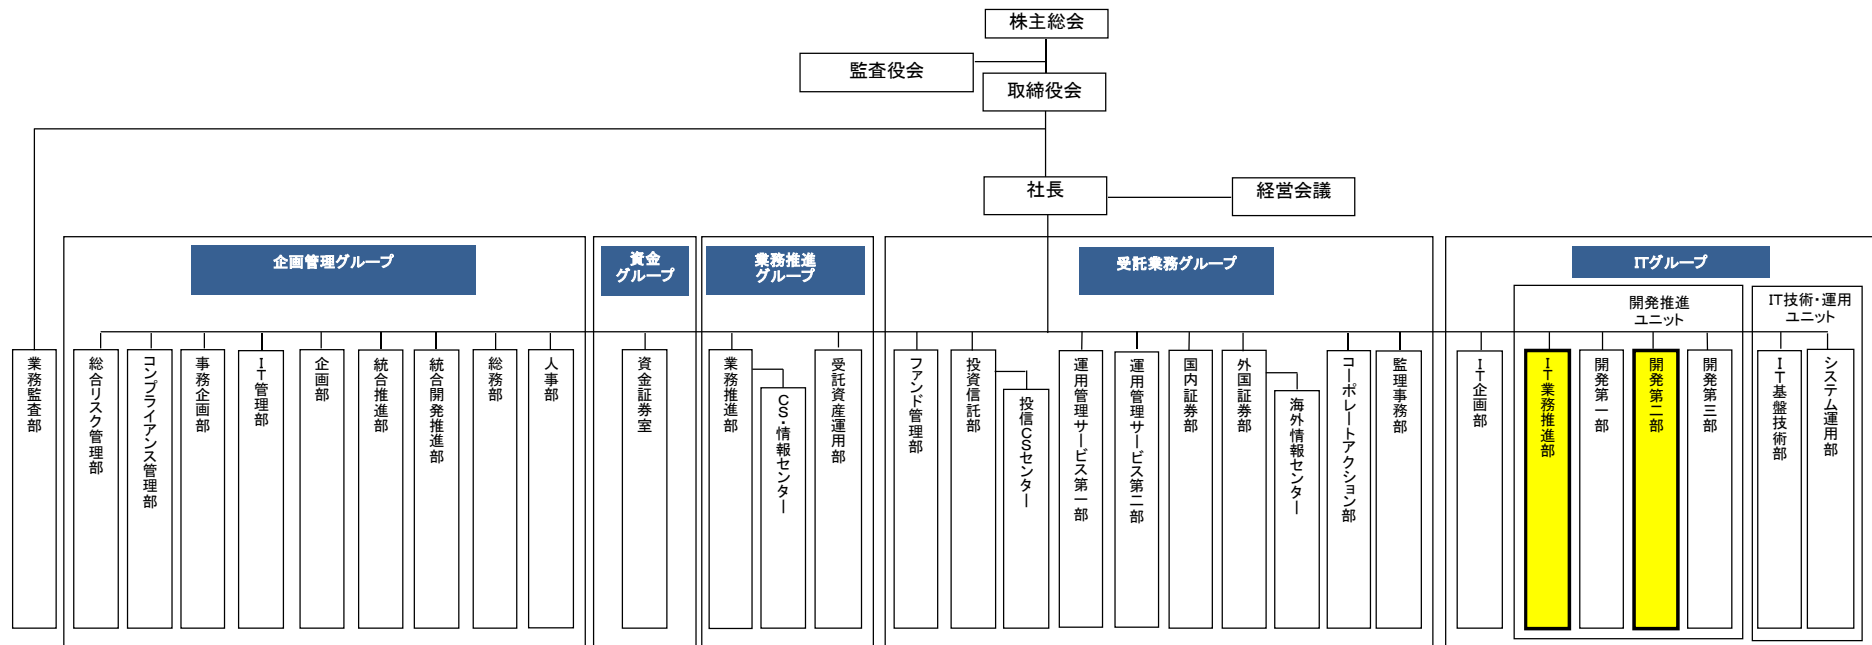 株主総会
監査役会
取締役会
社長
経営会議
企画管理グループ
資金
グループ
業務推進
グループ
受託業務グループ
ITグループ
開発推進
ユニット
IT技術・運用
ユニット
業務監査部
総合リスク管理部
コンプライアンス管理部
事務企画部
IT管理部
企画部
統合推進部
統合開発推進部
総務部
人事部
資金証券室
業務推進部
CS・情報センター
受託資産運用部
ファンド管理部
投資信託部
投信CSセンター
運用管理サービス第一部
運用管理サービス第二部
国内証券部
外国証券部
海外情報センター
コーポレートアクション部
監理事務部
IT企画部
IT業務推進部
開発第一部
開発第二部
開発第三部
IT基盤技術部
システム運用部